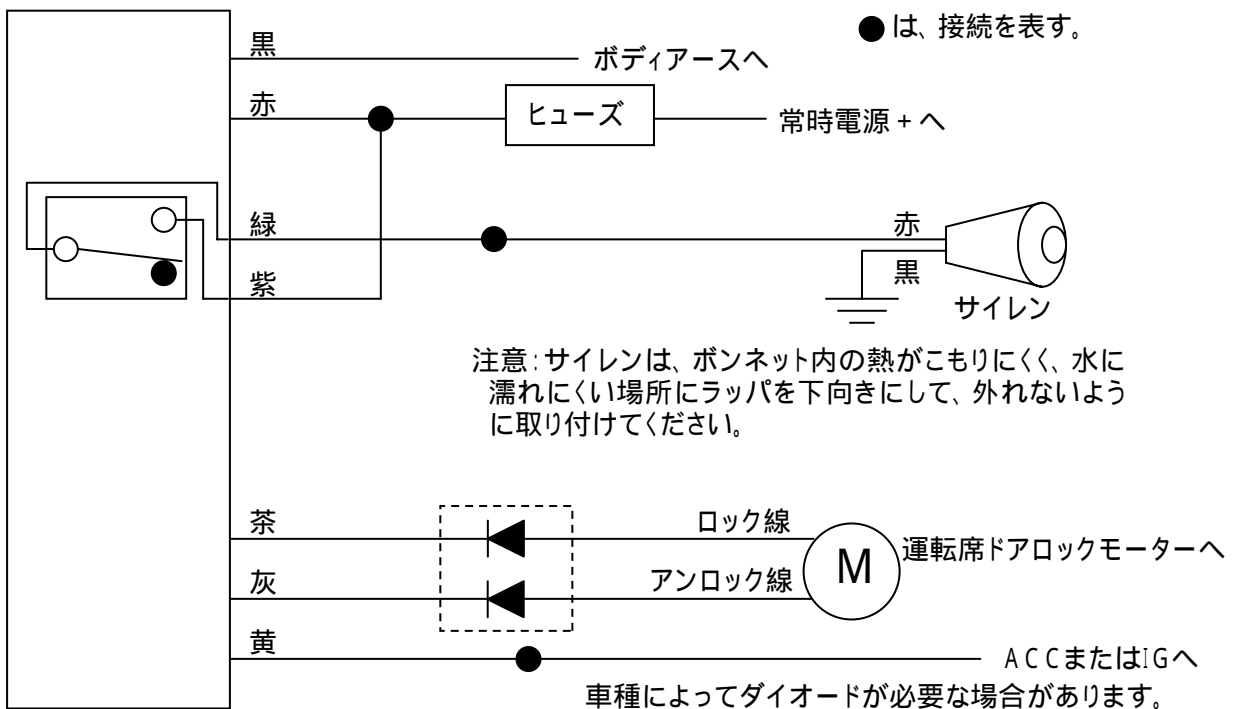 ●は、接続を表す。
黒
ボディアースへ
赤
ヒューズ
常時電源+へ
緑
赤
黒
紫
サイレン
注意:サイレンは、ボンネット内の熱がこもりにくく、水に
濡れにくい場所にラッパを下向きにして、外れないよう
に取り付けてください。
茶
ロック線
M
運転席ドアロックモーターへ
灰
アンロック線
黄
ACCまたはIGへ
車種によってダイオードが必要な場合があります。